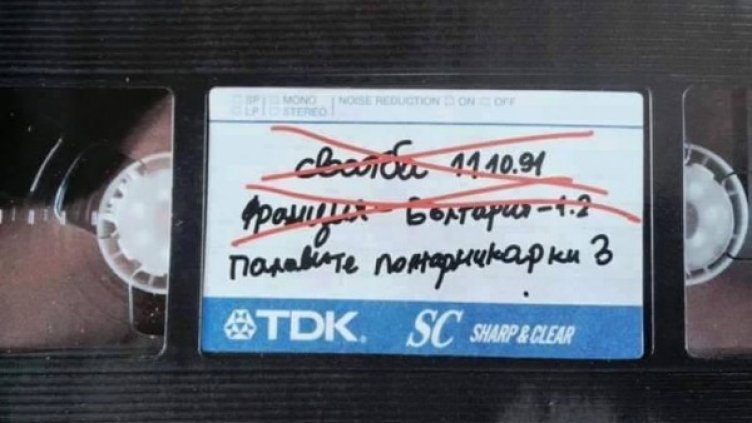 SP MONO NOISE REDUCTION ON OFF
LP STEREO
сватба 11.10.91
Франция - България - 1:2
Палавите пожарникарки 3
TDK SC SHARP & CLEAR